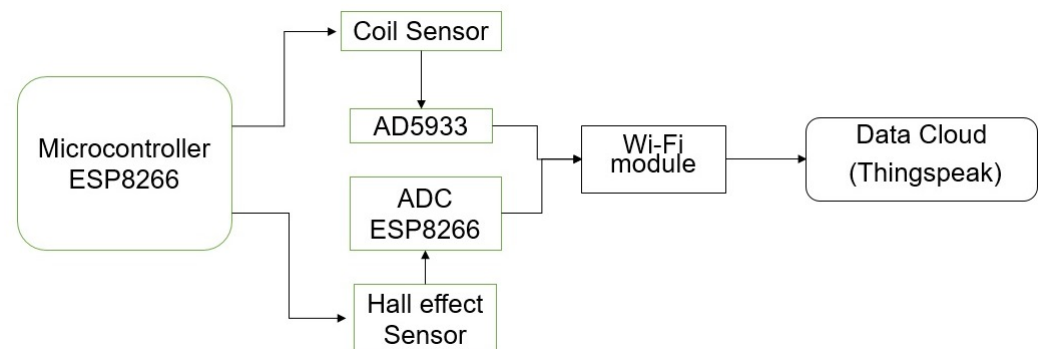 Coil Sensor
Microcontroller
ESP8266
AD5933
Wi-Fi
module
Data Cloud
(Thingspeak)
ADC
ESP8266
Hall effect
Sensor